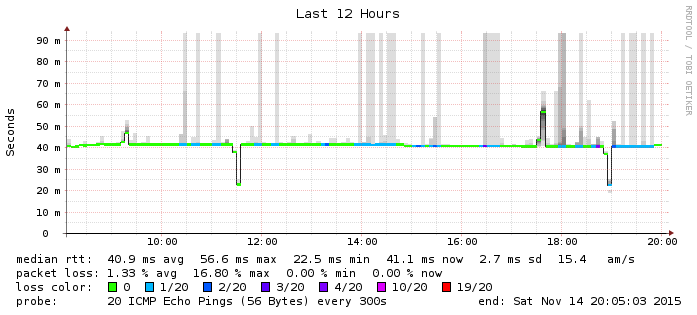 Last 12 Hours
RRDTOOL / TOBI OETIKER
Seconds
90 m
80 m
70 m
60 m
50 m
40 m
30 m
20 m
10 m
0
10:00 12:00 14:00 16:00 18:00 20:00
median rtt: 40.9 ms avg 56.6 ms max 22.5 ms min 41.1 ms now 2.7 ms sd 15.4 am/s
packet loss: 1.33 % avg 16.80 % max 0.00 % min 0.00 % now
loss color: 0 1/20 2/20 3/20 4/20 10/20 19/20
probe: 20 ICMP Echo Pings (56 Bytes) every 300s end: Sat Nov 14 20:05:03 2015